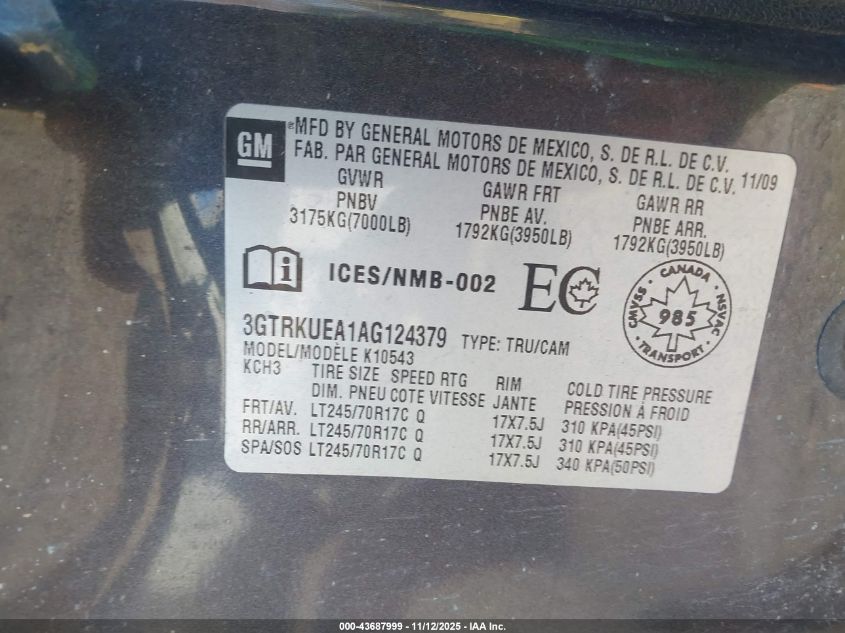 GM
MFD BY GENERAL MOTORS DE MEXICO, S. DE R.L. DE C.V.
FAB. PAR GENERAL MOTORS DE MEXICO, S. DE R.L. DE C.V. 11/09
GVWR GAWR FRT GAWR RR
PNBV PNBE AV. PNBE ARR.
3175KG(7000LB) 1792KG(3950LB) 1792KG(3950LB)
i ICES/NMB-002 EC
CANADA
CMVSS 985 NSVAC
TRANSPORT
3GTRKUEA1AG124379 TYPE: TRU/CAM
MODEL/MODÈLE K10543
KCH3 TIRE SIZE SPEED RTG RIM COLD TIRE PRESSURE
DIM. PNEU COTE VITESSE JANTE PRESSION À FROID
FRT/AV. LT245/70R17C Q 17X7.5J 310 KPA(45PSI)
RR/ARR. LT245/70R17C Q 17X7.5J 310 KPA(45PSI)
SPA/SOS LT245/70R17C Q 17X7.5J 340 KPA(50PSI)
000-43687999 - 11/12/2025 - IAA Inc.